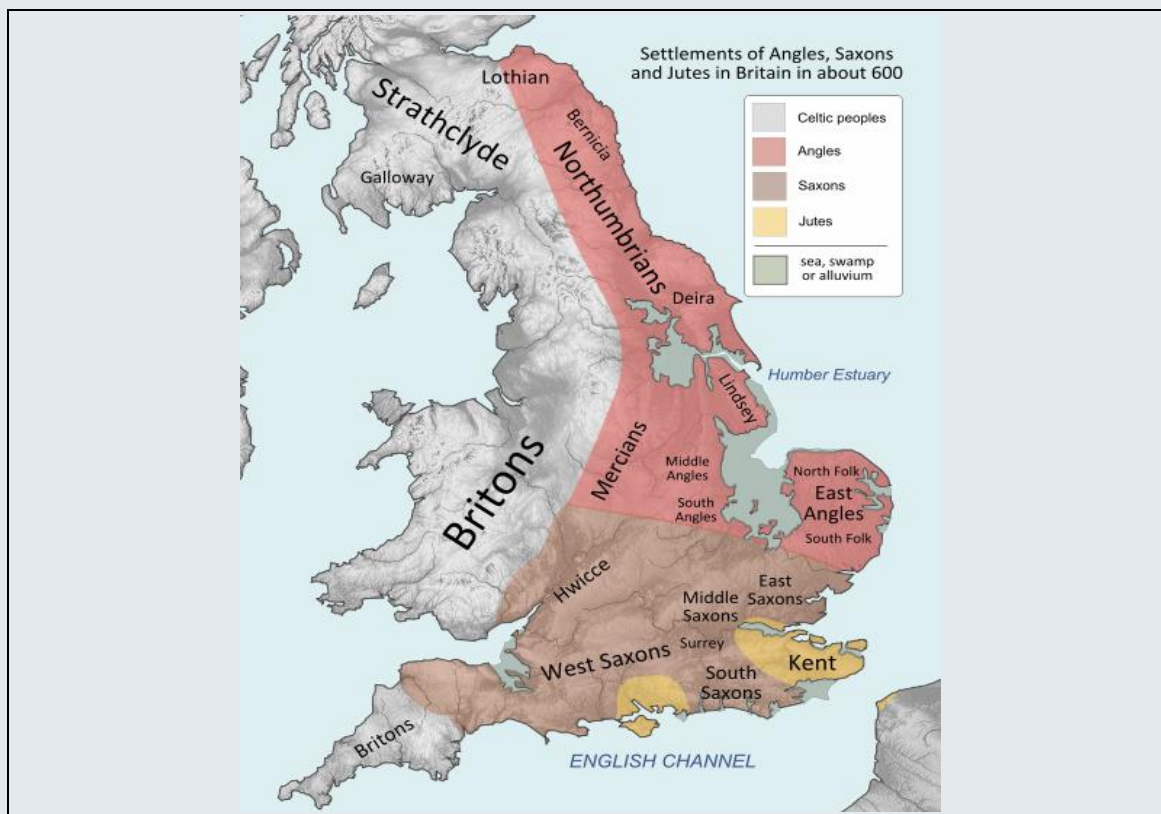 Settlements of Angles, Saxons
and Jutes in Britain in about 600
Celtic peoples
Angles
Saxons
Jutes
sea, swamp
or alluvium
Lothian
Strathclyde
Bernicia
Galloway
Northumbrians
Deira
Humber Estuary
Lindsey
Britons
Mercians
Middle
Angles
South
Angles
North Folk
East
Angles
South Folk
Hwicce
East
Saxons
Middle
Saxons
West Saxons
Surrey
Kent
South
Saxons
Britons
ENGLISH CHANNEL